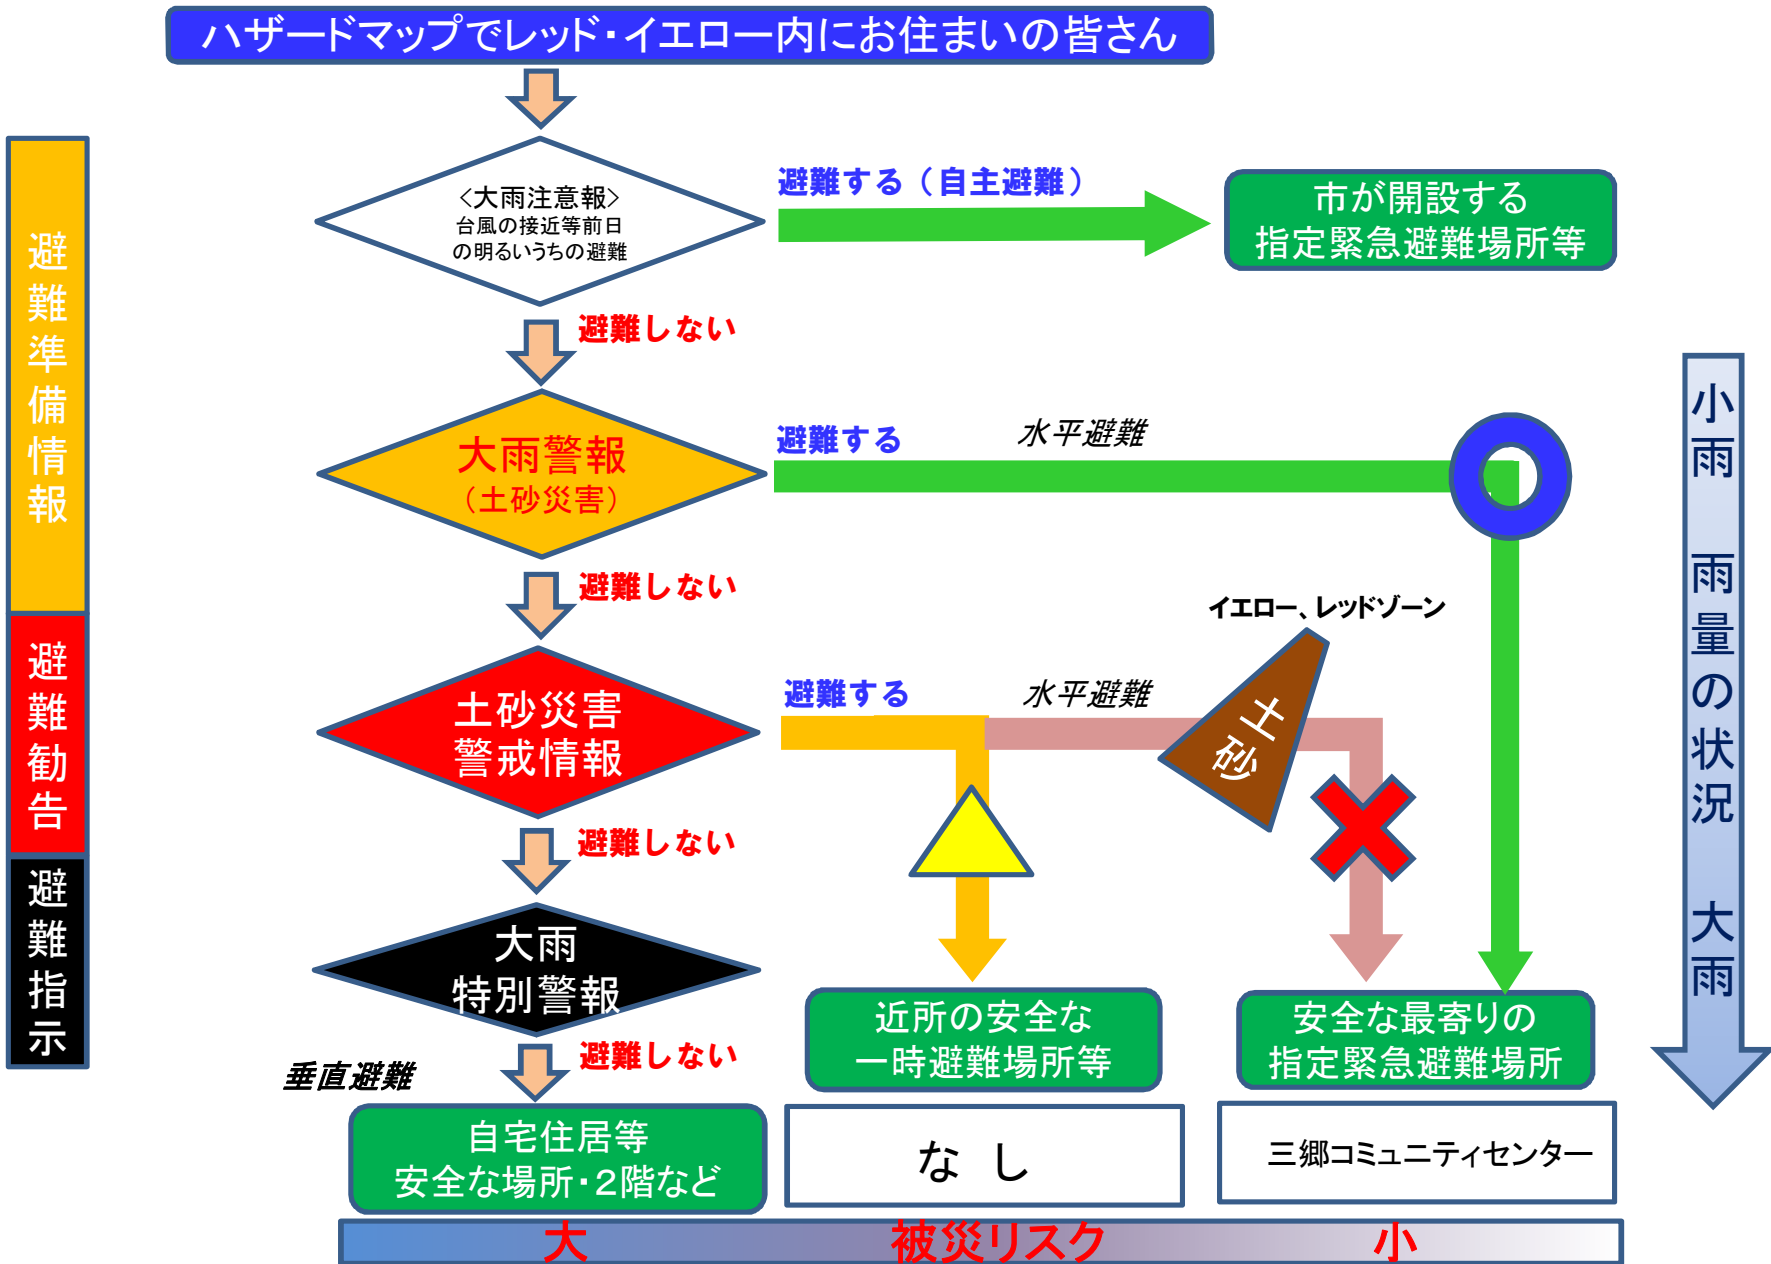 ハザードマップでレッド・イエロー内にお住まいの皆さん
<大雨注意報>
台風の接近等前日
の明るいうちの避難
避難する（自主避難）
市が開設する
指定緊急避難場所等
避難しない
避難準備情報
大雨警報
（土砂災害）
避難する
水平避難
小雨　雨量の状況　大雨
避難しない
イエロー、レッドゾーン
避難勧告
土砂災害
警戒情報
避難する
水平避難
土砂
避難しない
避難指示
大雨
特別警報
近所の安全な
一時避難場所等
安全な最寄りの
指定緊急避難場所
避難しない
垂直避難
自宅住居等
安全な場所・2階など
なし
三郷コミュニティセンター
大　被災リスク　小